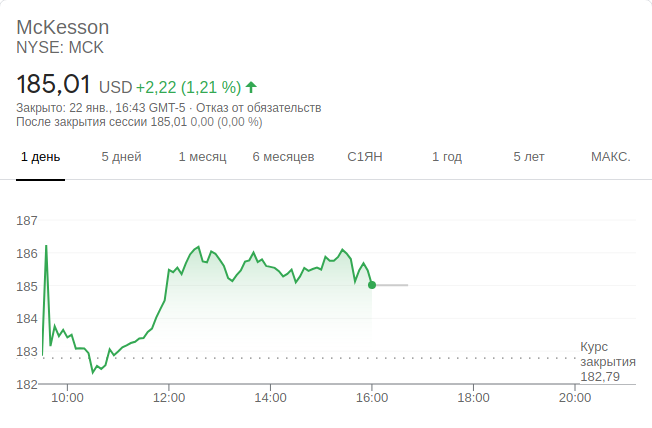 McKesson
NYSE: MCK
185,01 USD +2,22 (1,21 %)
Закрыто: 22 янв., 16:43 GMT-5 · Отказ от обязательств
После закрытия сессии 185,01 0,00 (0,00 %)
1 день 5 дней 1 месяц 6 месяцев С1ЯН 1 год 5 лет МАКС.
187
186
185
184
183
182
Курс
закрытия
182,79
10:00 12:00 14:00 16:00 18:00 20:00